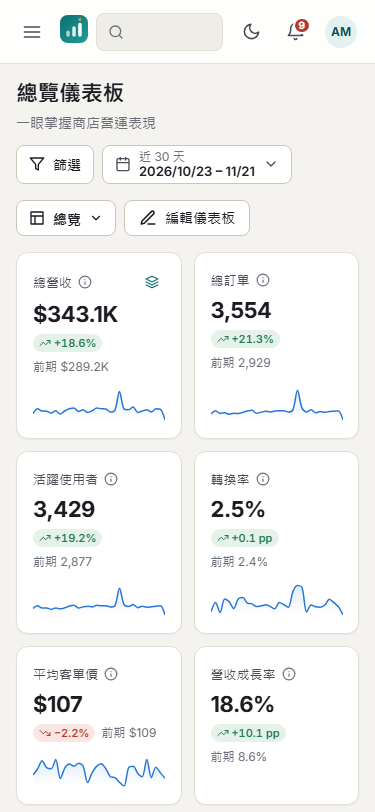 9
AM
總覽儀表板
一眼掌握商店營運表現
篩選
近 30 天
2026/10/23 – 11/21
總覽
編輯儀表板
總營收
$343.1K
+18.6%
前期 $289.2K
總訂單
3,554
+21.3%
前期 2,929
活躍使用者
3,429
+19.2%
前期 2,877
轉換率
2.5%
+0.1 pp
前期 2.4%
平均客單價
$107
−2.2% 前期 $109
營收成長率
18.6%
+10.1 pp
前期 8.6%